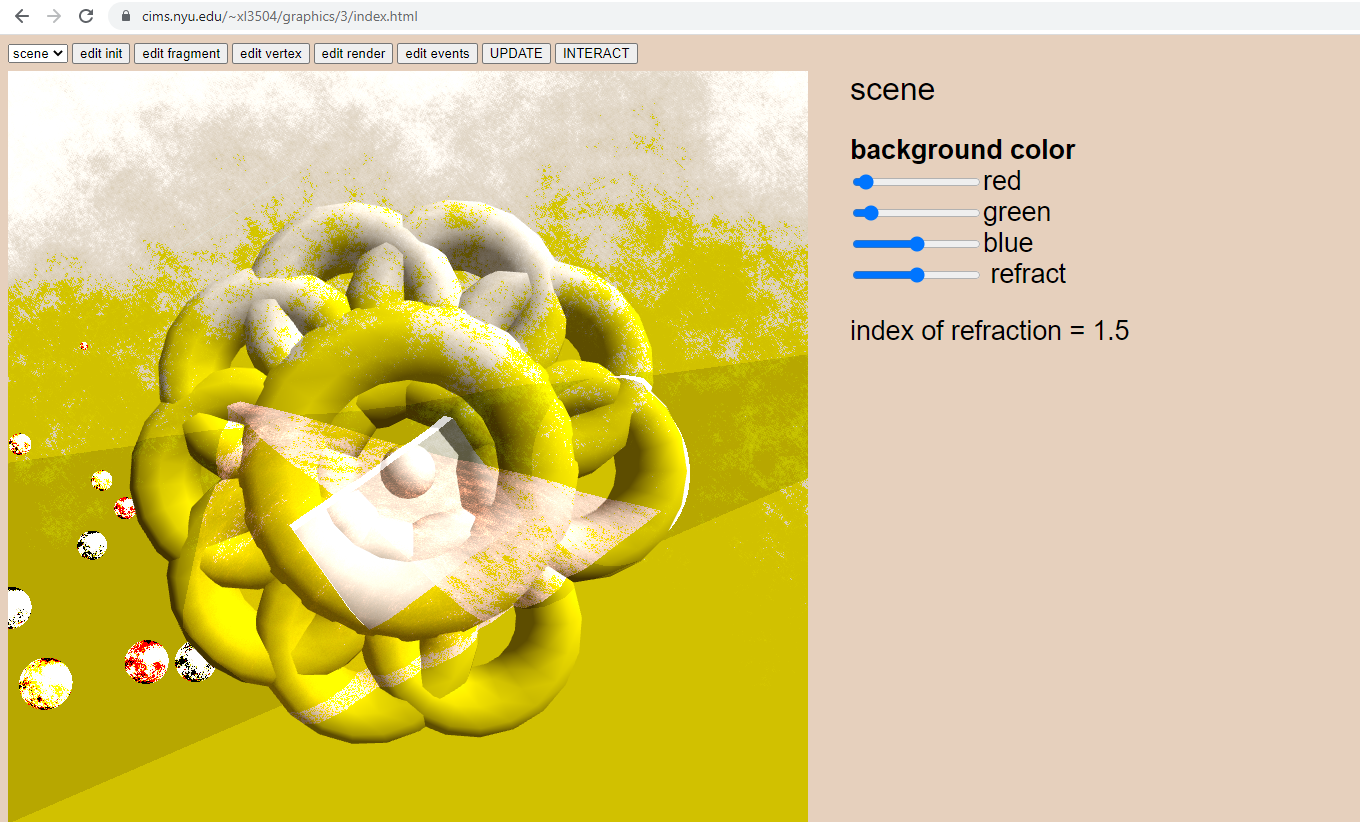 cims.nyu.edu/~xl3504/graphics/3/index.html
scene edit init edit fragment edit vertex edit render edit events UPDATE INTERACT
scene
background color
red
green
blue
refract
index of refraction = 1.5